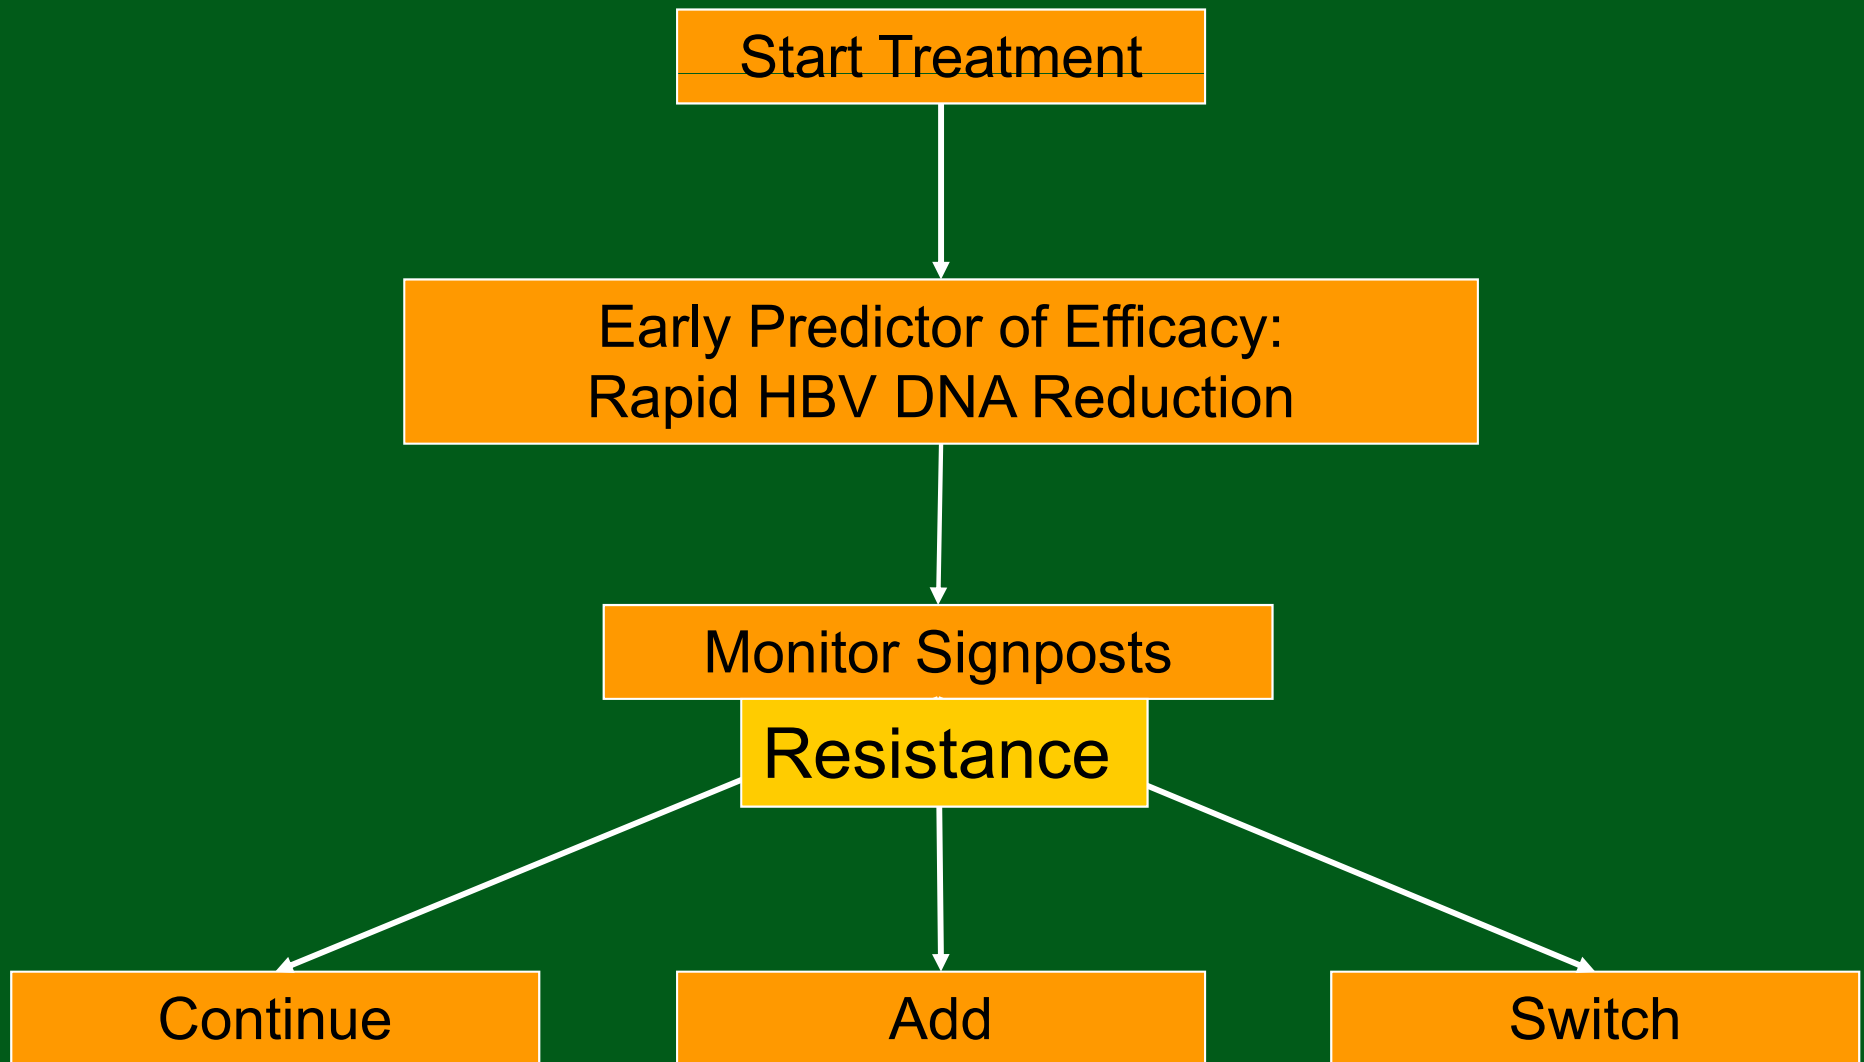 Start Treatment
Early Predictor of Efficacy:
Rapid HBV DNA Reduction
Monitor Signposts
Resistance
Continue
Add
Switch